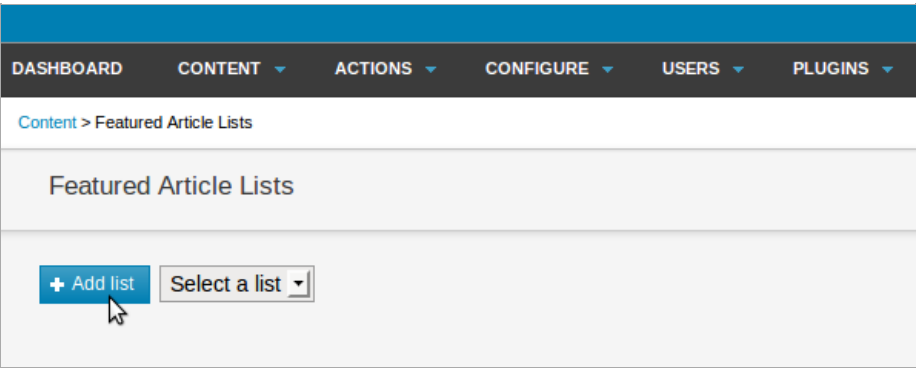 DASHBOARD CONTENT ACTIONS CONFIGURE USERS PLUGINS
Content > Featured Article Lists
Featured Article Lists
+ Add list Select a list